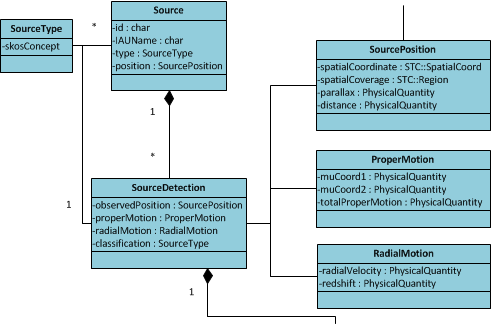 SourceType
-skosConcept
*
Source
-id : char
-IAUName : char
-type : SourceType
-position : SourcePosition
1
*
1
SourceDetection
-observedPosition : SourcePosition
-properMotion : ProperMotion
-radialMotion : RadialMotion
-classification : SourceType
1
SourcePosition
-spatialCoordinate : STC::SpatialCoord
-spatialCoverage : STC::Region
-parallax : PhysicalQuantity
-distance : PhysicalQuantity
ProperMotion
-muCoord1 : PhysicalQuantity
-muCoord2 : PhysicalQuantity
-totalProperMotion : PhysicalQuantity
RadialMotion
-radialVelocity : PhysicalQuantity
-redshift : PhysicalQuantity